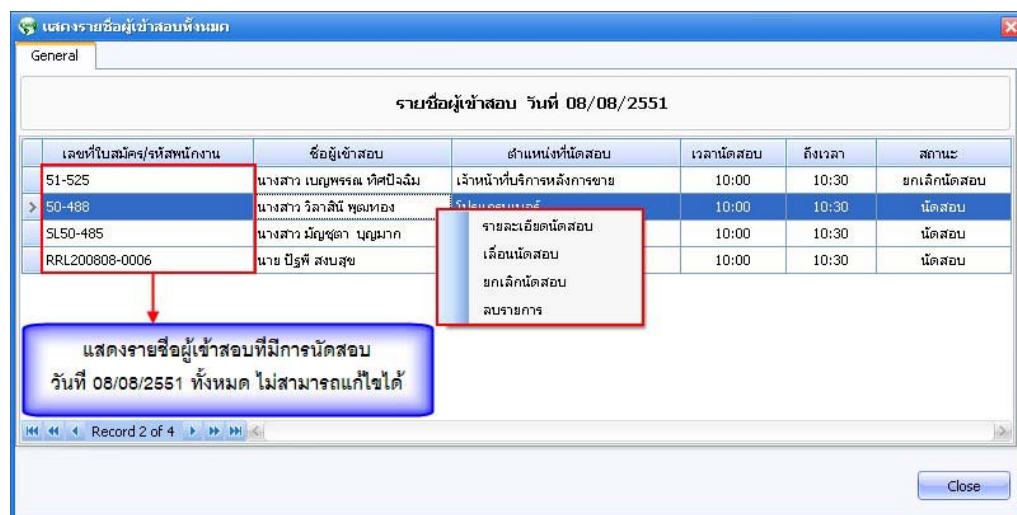 แสดงรายชื่อผู้เข้าสอบทั้งหมด
General
รายชื่อผู้เข้าสอบ วันที่ 08/08/2551
เลขที่ใบสมัคร/รหัสพนักงาน ชื่อผู้เข้าสอบ ตำแหน่งที่นัดสอบ เวลานัดสอบ ถึงเวลา สถานะ
51-525 นางสาว เบญพรรณ ทิศปัจฉิม เจ้าหน้าที่บริการหลังการขาย 10:00 10:30 ยกเลิกนัดสอบ
50-488 นางสาว วิลาสินี พุฒทอง โปรแกรมเมอร์ 10:00 10:30 นัดสอบ
SL50-485 นางสาว มัญชุตา บุญมาก 10:00 10:30 นัดสอบ
RRL200808-0006 นาย ปัฐพี สงบสุข 10:00 10:30 นัดสอบ
รายละเอียดนัดสอบ
เลื่อนนัดสอบ
ยกเลิกนัดสอบ
ลบรายการ
แสดงรายชื่อผู้เข้าสอบที่มีการนัดสอบ
วันที่ 08/08/2551 ทั้งหมด ไม่สามารถแก้ไขได้
Record 2 of 4
Close